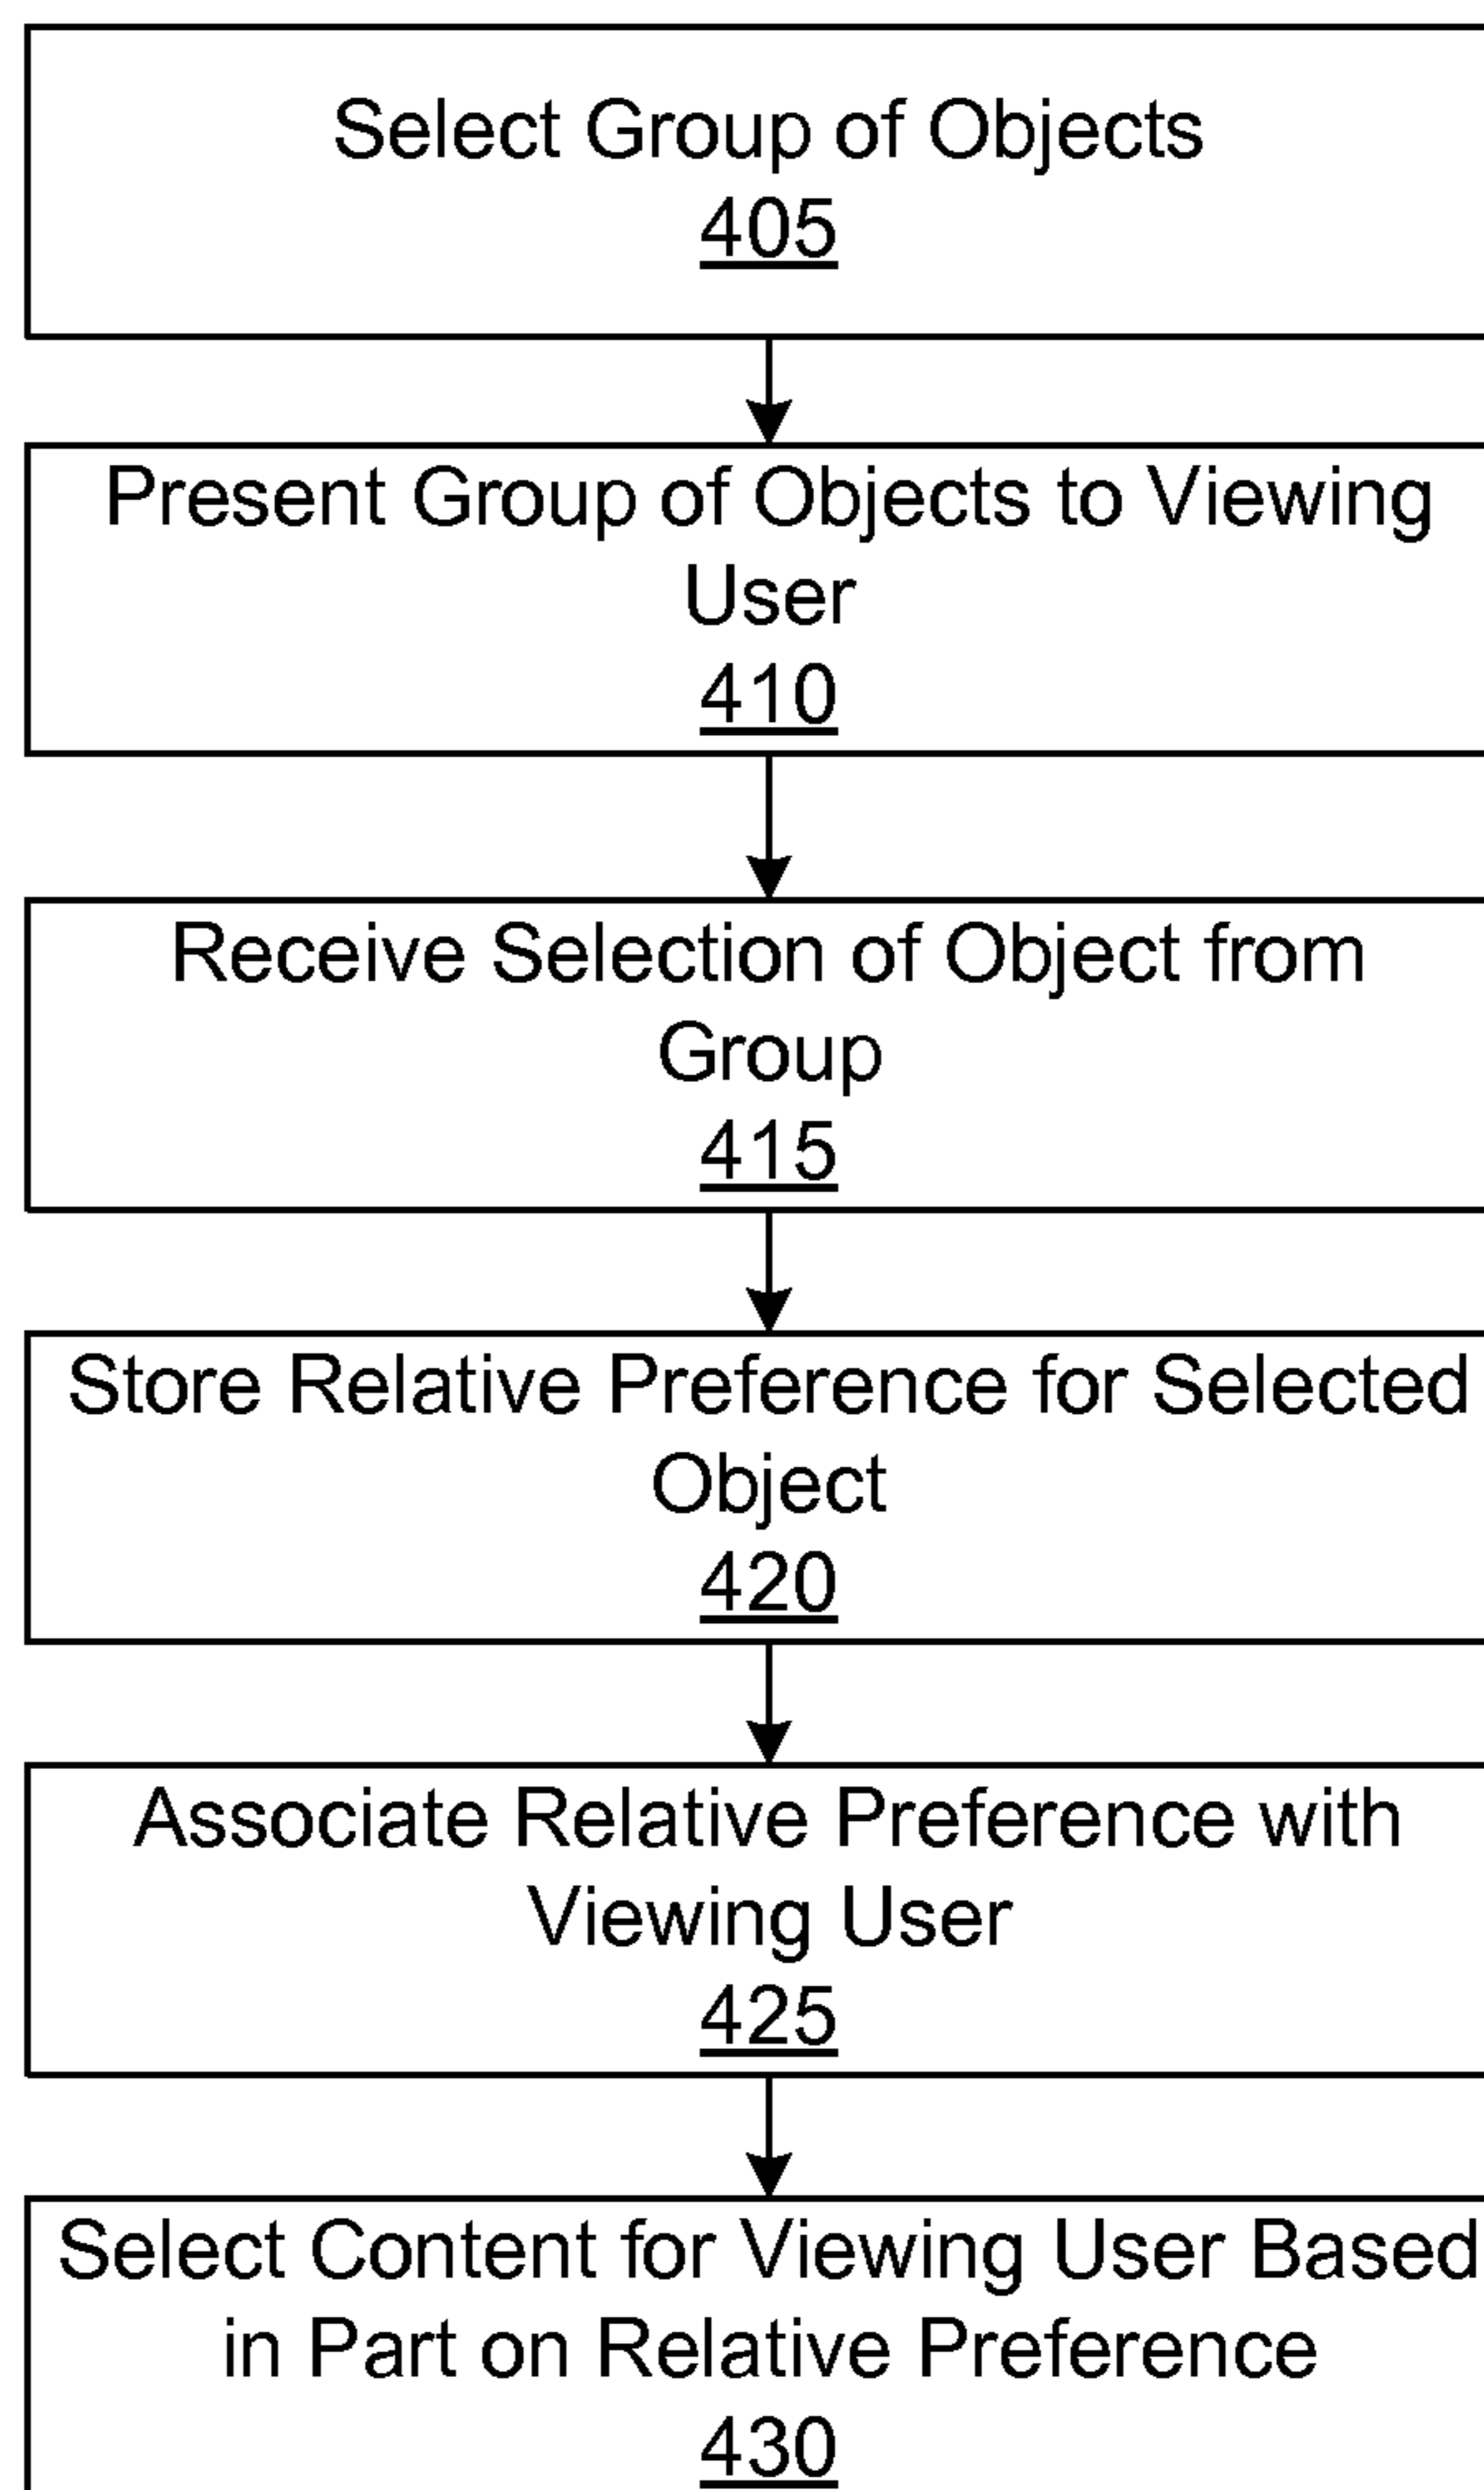 Select Group of Objects
405
Present Group of Objects to Viewing
User
410
Receive Selection of Object from
Group
415
Store Relative Preference for Selected
Object
420
Associate Relative Preference with
Viewing User
425
Select Content for Viewing User Based
in Part on Relative Preference
430